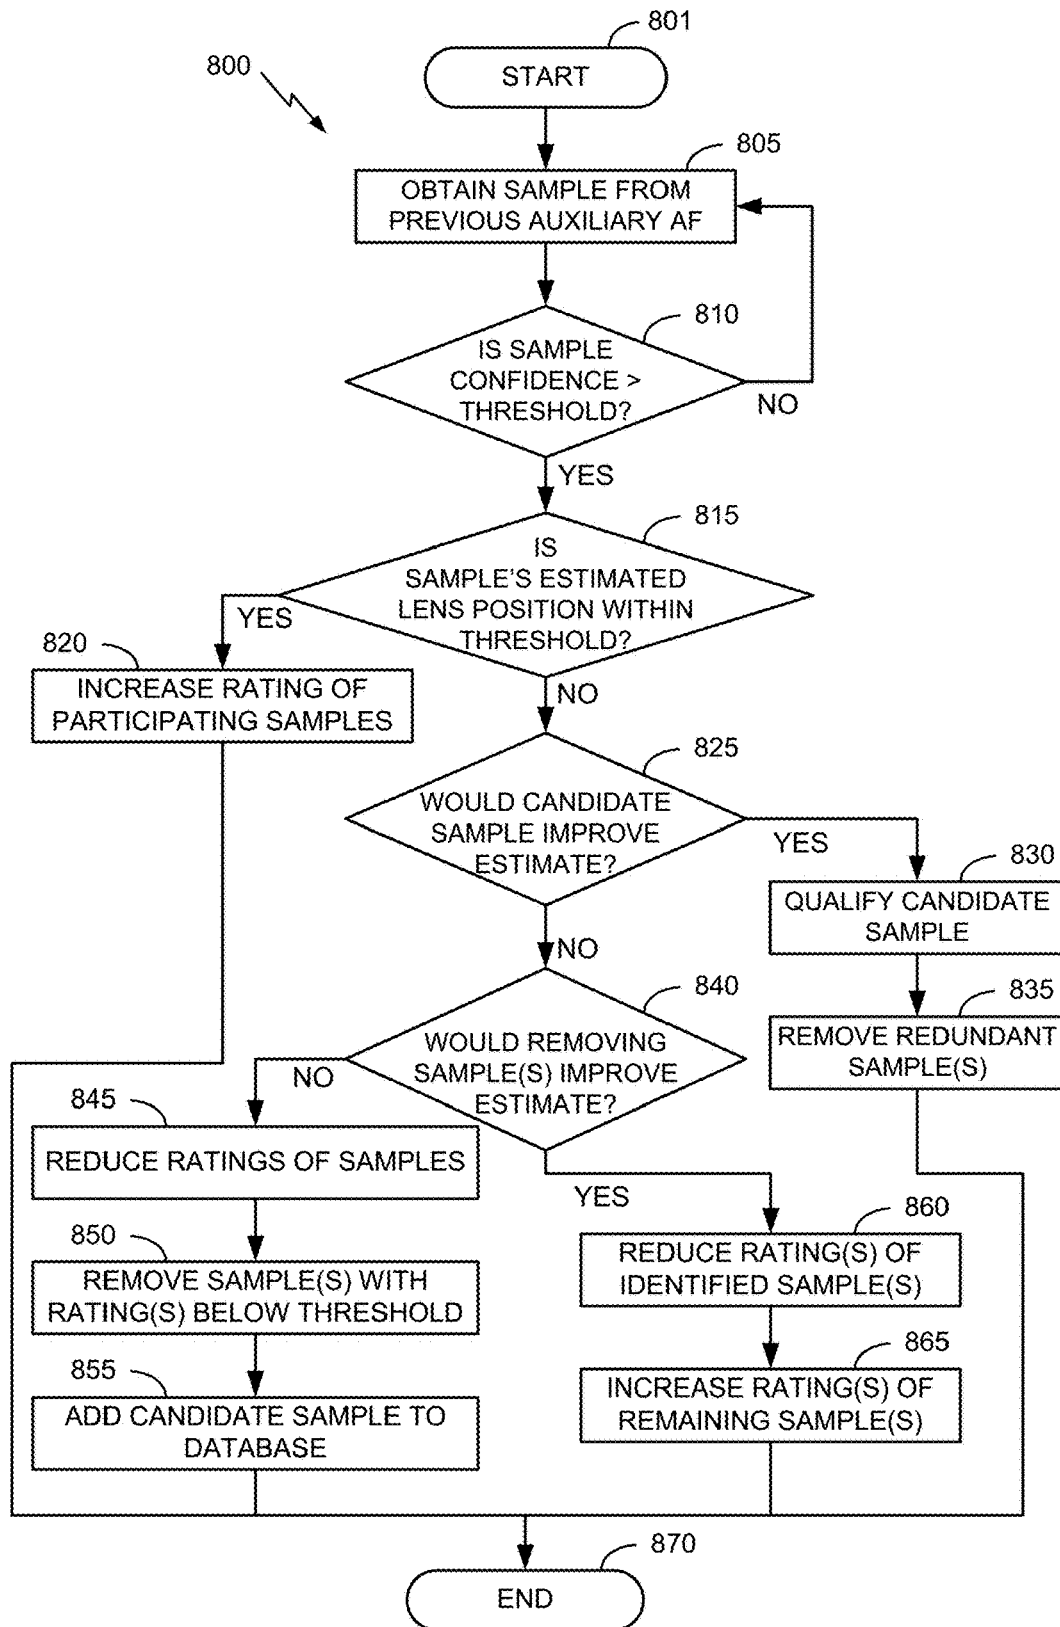 801
START
800
805
OBTAIN SAMPLE FROM
PREVIOUS AUXILIARY AF
810
IS SAMPLE
CONFIDENCE >
THRESHOLD?
NO
YES
815
IS
SAMPLE'S ESTIMATED
LENS POSITION WITHIN
THRESHOLD?
YES
820
INCREASE RATING OF
PARTICIPATING SAMPLES
NO
825
WOULD CANDIDATE
SAMPLE IMPROVE
ESTIMATE?
YES
830
QUALIFY CANDIDATE
SAMPLE
835
REMOVE REDUNDANT
SAMPLE(S)
NO
840
WOULD REMOVING
SAMPLE(S) IMPROVE
ESTIMATE?
NO
845
REDUCE RATINGS OF SAMPLES
850
REMOVE SAMPLE(S) WITH
RATING(S) BELOW THRESHOLD
855
ADD CANDIDATE SAMPLE TO
DATABASE
YES
860
REDUCE RATING(S) OF
IDENTIFIED SAMPLE(S)
865
INCREASE RATING(S) OF
REMAINING SAMPLE(S)
870
END